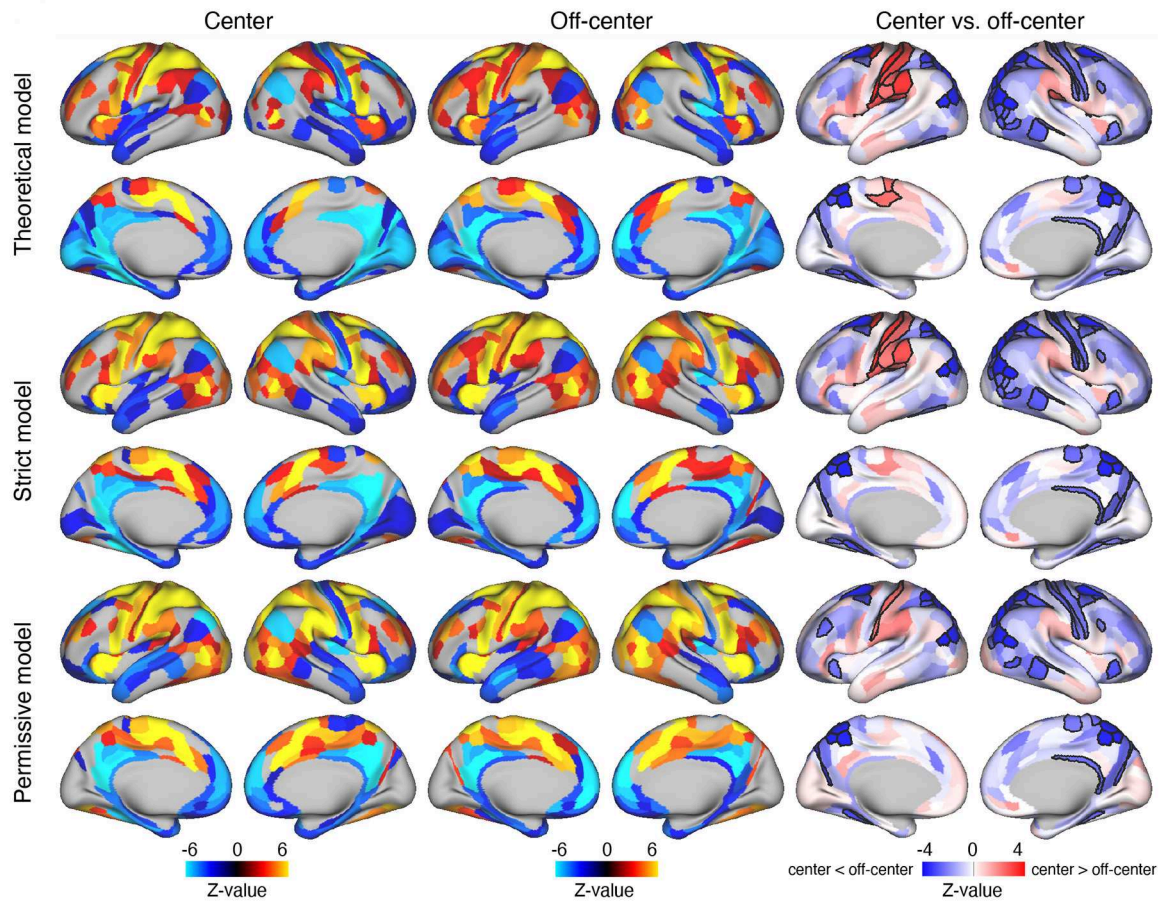 Center Off-center Center vs. off-center
Theoretical model
Strict model
Permissive model
-6 0 6 -6 0 6 center < off-center -4 0 4 center > off-center
Z-value Z-value Z-value